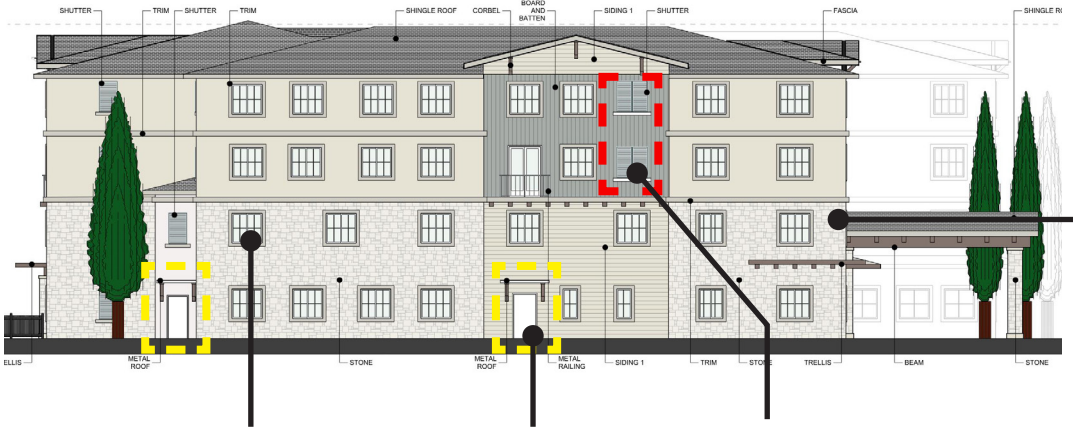 SHUTTER
TRIM
SHUTTER
TRIM
SHINGLE ROOF
CORBEL
BOARD
AND
BATTEN
SIDING 1
SHUTTER
FASCIA
SHINGLE
ELLIS
METAL
ROOF
STONE
METAL
ROOF
METAL
RAILING
SIDING 1
TRIM
STONE
TRELLIS
BEAM
STONE